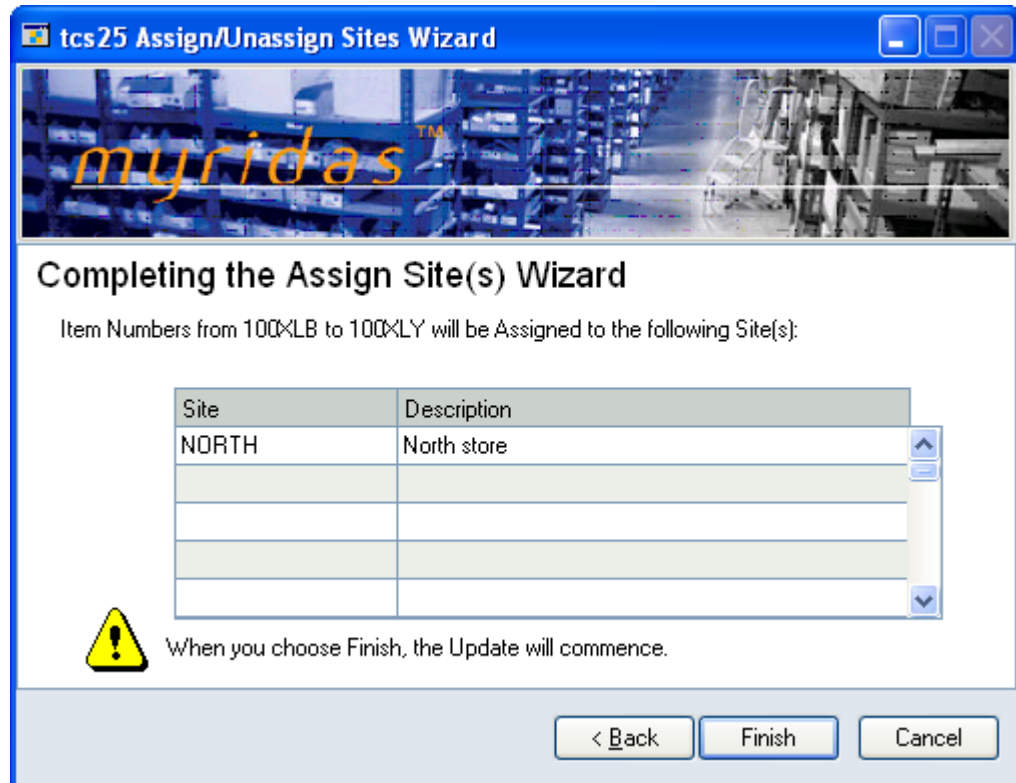 tcs25 Assign/Unassign Sites Wizard
myridas™
Completing the Assign Site(s) Wizard
Item Numbers from 100XLB to 100XLY will be Assigned to the following Site(s):
Site Description
NORTH North store
When you choose Finish, the Update will commence.
< Back Finish Cancel